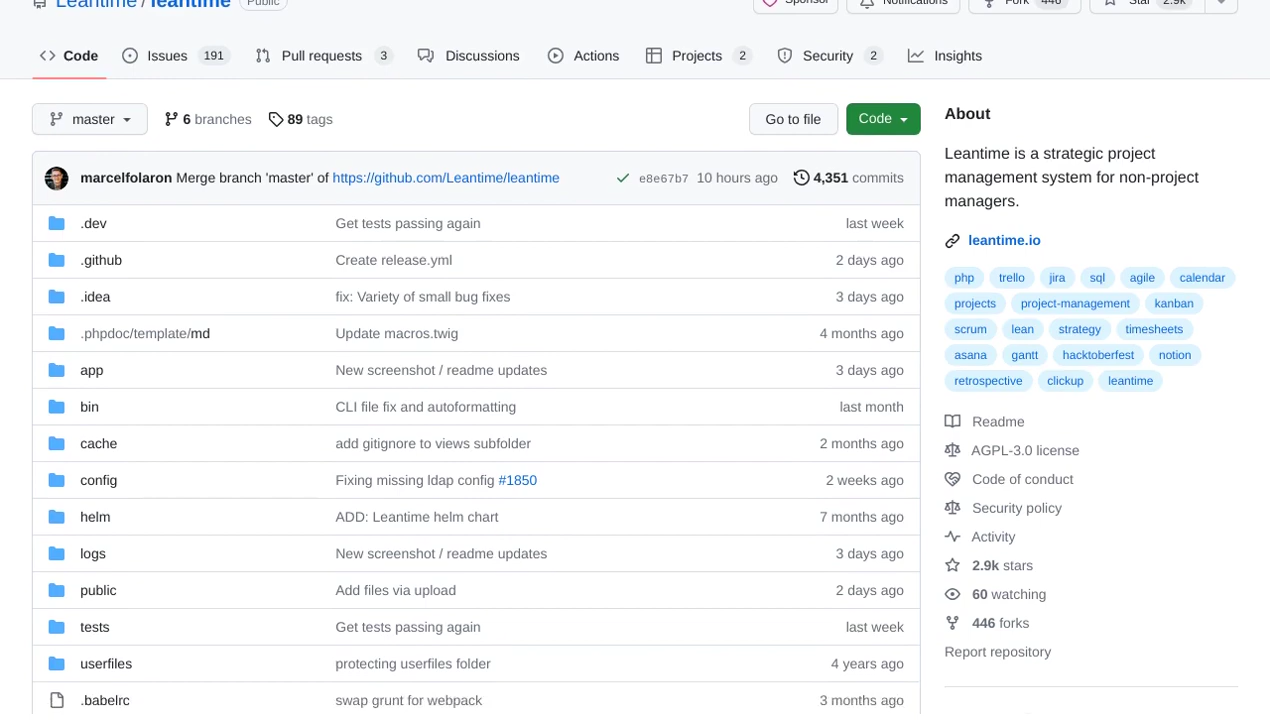 Leantime / leantime Public
Sponsor Notifications Fork 446 Star 2.9k
Code Issues 191 Pull requests 3 Discussions Actions Projects 2 Security 2 Insights
master 6 branches 89 tags Go to file Code
marcelfolaron Merge branch 'master' of https://github.com/Leantime/leantime e8e67b7 10 hours ago 4,351 commits
.dev Get tests passing again last week
.github Create release.yml 2 days ago
.idea fix: Variety of small bug fixes 3 days ago
.phpdoc/template/md Update macros.twig 4 months ago
app New screenshot / readme updates 3 days ago
bin CLI file fix and autoformatting last month
cache add gitignore to views subfolder 2 months ago
config Fixing missing ldap config #1850 2 weeks ago
helm ADD: Leantime helm chart 7 months ago
logs New screenshot / readme updates 3 days ago
public Add files via upload 2 days ago
tests Get tests passing again last week
userfiles protecting userfiles folder 4 years ago
.babelrc swap grunt for webpack 3 months ago
About
Leantime is a strategic project
management system for non-project
managers.
leantime.io
php trello jira sql agile calendar
projects project-management kanban
scrum lean strategy timesheets
asana gantt hacktoberfest notion
retrospective clickup leantime
Readme
AGPL-3.0 license
Code of conduct
Security policy
Activity
2.9k stars
60 watching
446 forks
Report repository